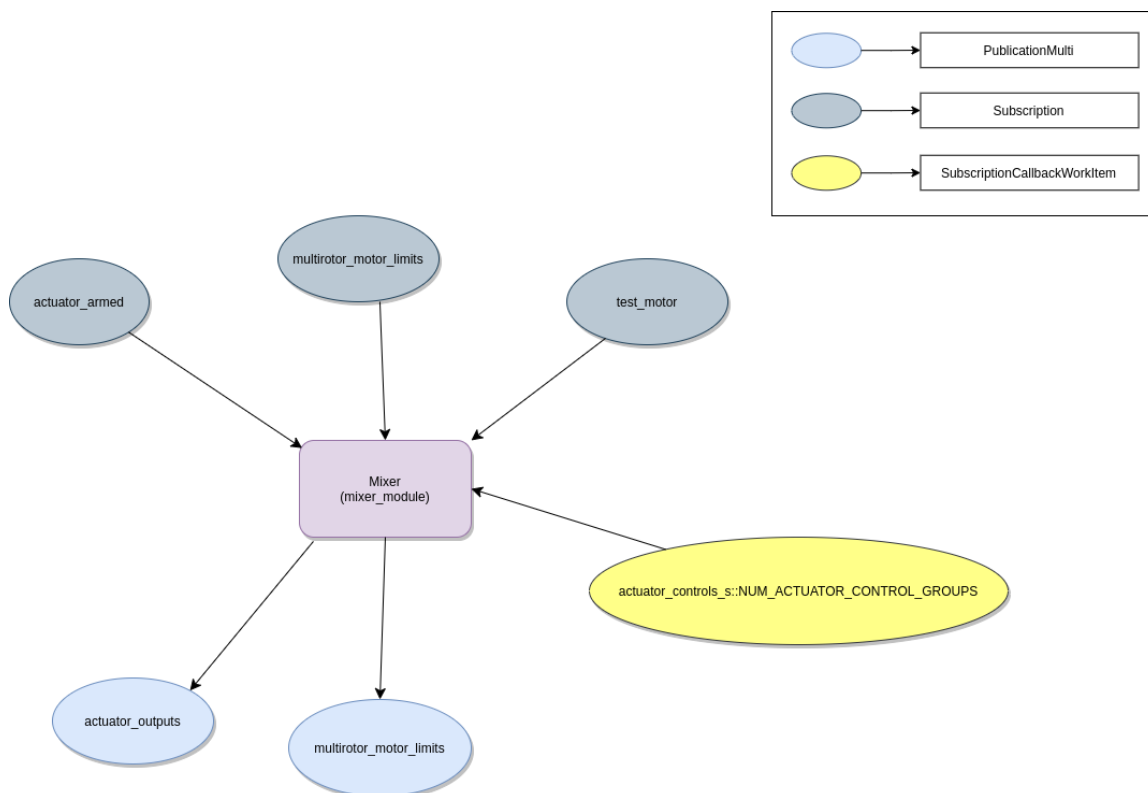 PublicationMulti
Subscription
SubscriptionCallbackWorkItem
multirotor_motor_limits
actuator_armed
test_motor
Mixer
(mixer_module)
actuator_controls_s::NUM_ACTUATOR_CONTROL_GROUPS
actuator_outputs
multirotor_motor_limits